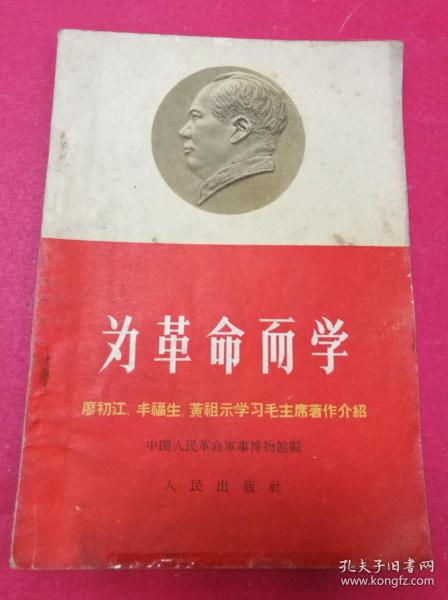 为革命而学
廖初江、丰福生、黄祖示学习毛主席著作介紹
中国人民革命軍事博物館編
人民出版社
孔夫子旧书网
www.kongfz.com